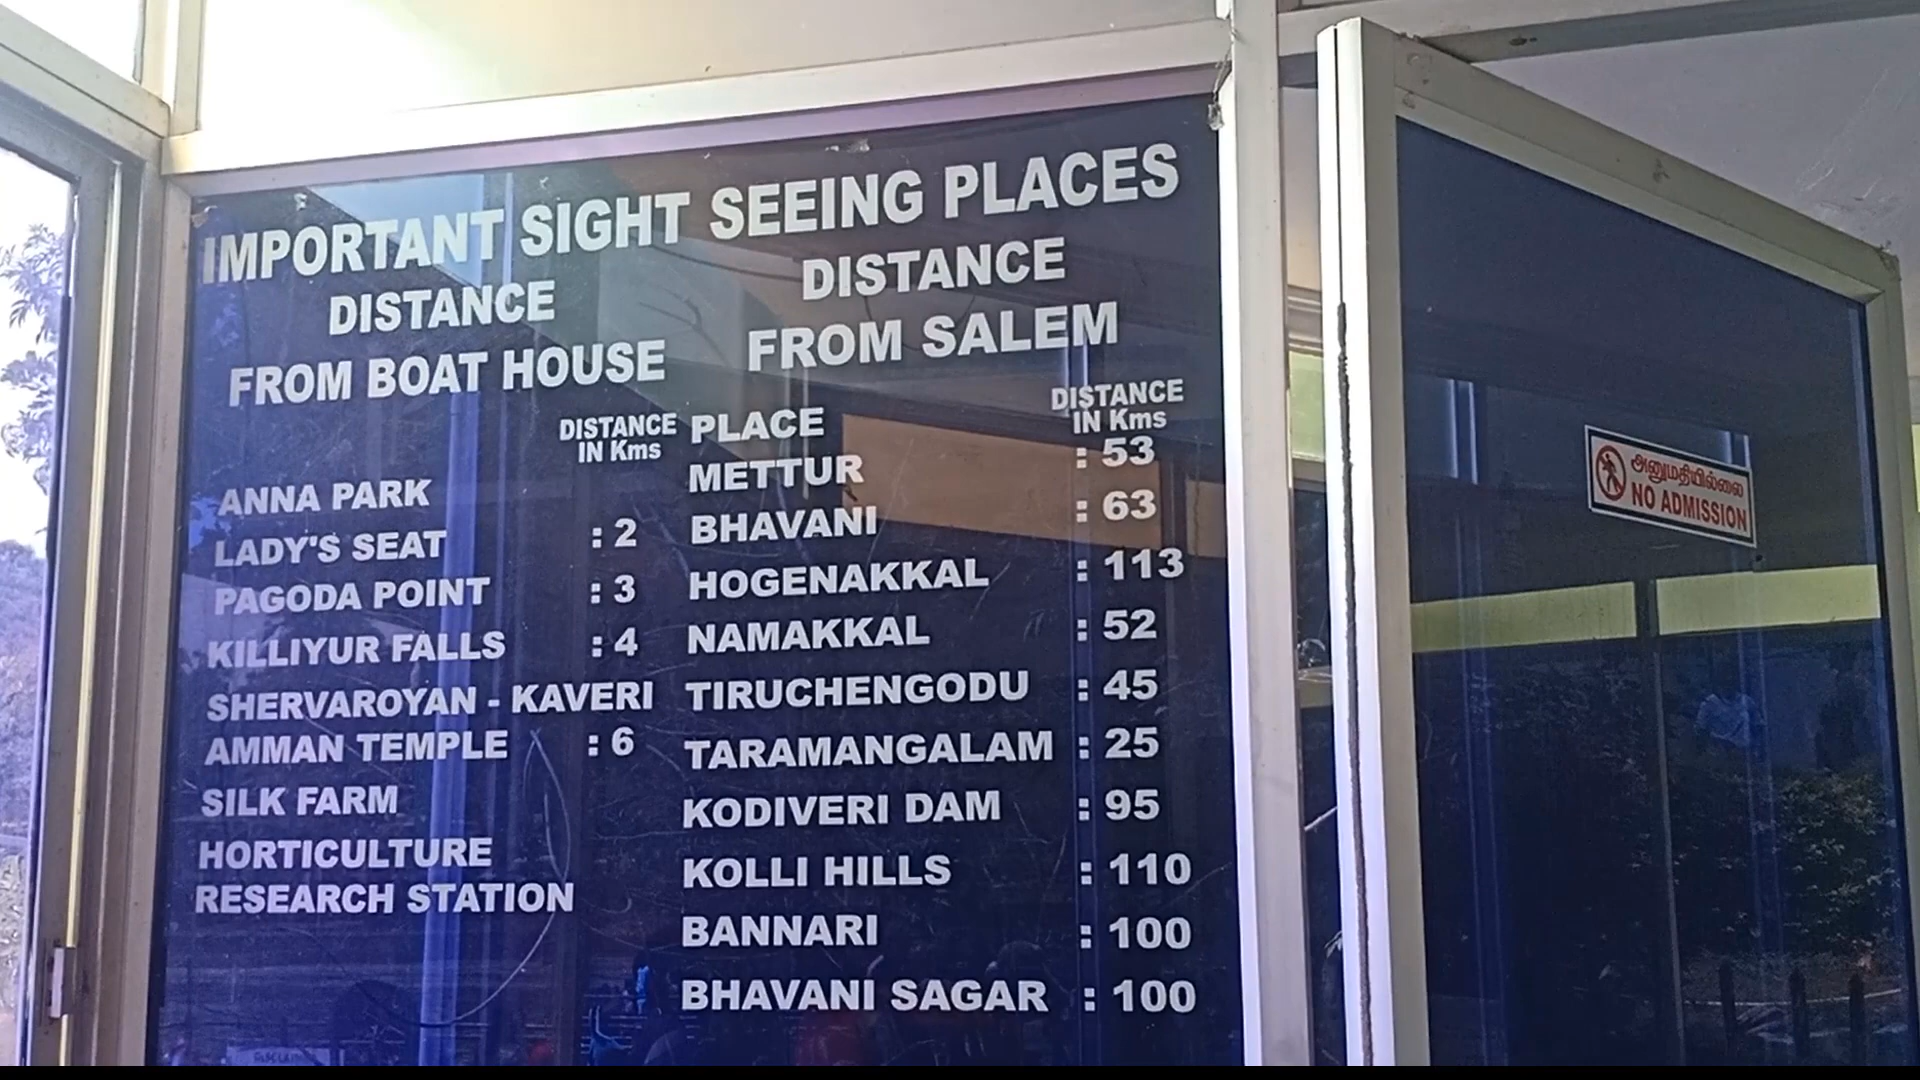 IMPORTANT SIGHT SEEING PLACES
DISTANCE
FROM BOAT HOUSE
DISTANCE
IN Kms
ANNA PARK
LADY'S SEAT : 2
PAGODA POINT : 3
KILLIYUR FALLS : 4
SHERVAROYAN - KAVERI
AMMAN TEMPLE : 6
SILK FARM
HORTICULTURE
RESEARCH STATION
DISTANCE
FROM SALEM
PLACE
DISTANCE
IN Kms
METTUR : 53
BHAVANI : 63
HOGENAKKAL : 113
NAMAKKAL : 52
TIRUCHENGODU : 45
TARAMANGALAM : 25
KODIVERI DAM : 95
KOLLI HILLS : 110
BANNARI : 100
BHAVANI SAGAR : 100
அனுமதியில்லை
NO ADMISSION